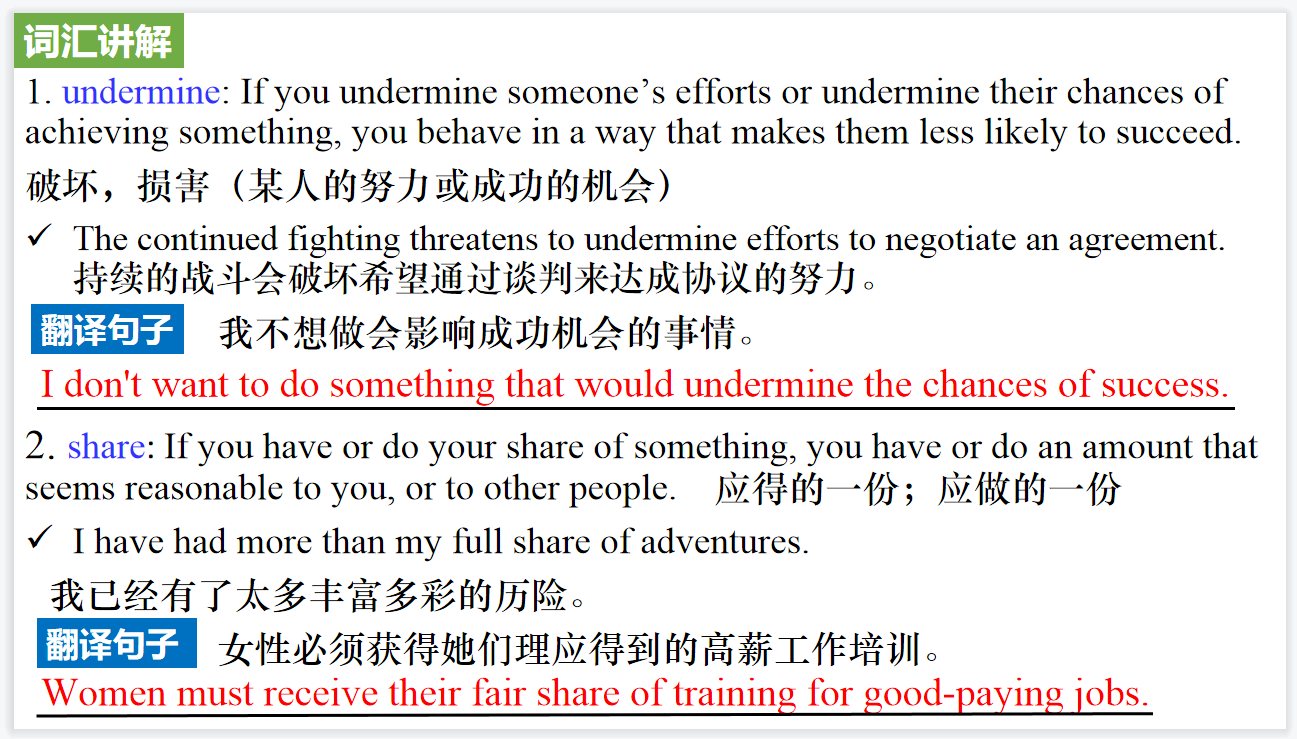 词汇讲解
1. undermine: If you undermine someone’s efforts or undermine their chances of
achieving something, you behave in a way that makes them less likely to succeed.
破坏，损害（某人的努力或成功的机会）
✓ The continued fighting threatens to undermine efforts to negotiate an agreement.
持续的战斗会破坏希望通过谈判来达成协议的努力。
翻译句子 我不想做会影响成功机会的事情。
I don't want to do something that would undermine the chances of success.
2. share: If you have or do your share of something, you have or do an amount that
seems reasonable to you, or to other people. 应得的一份；应做的一份
✓ I have had more than my full share of adventures.
我已经有了太多丰富多彩的历险。
翻译句子 女性必须获得她们理应得到的高薪工作培训。
Women must receive their fair share of training for good-paying jobs.